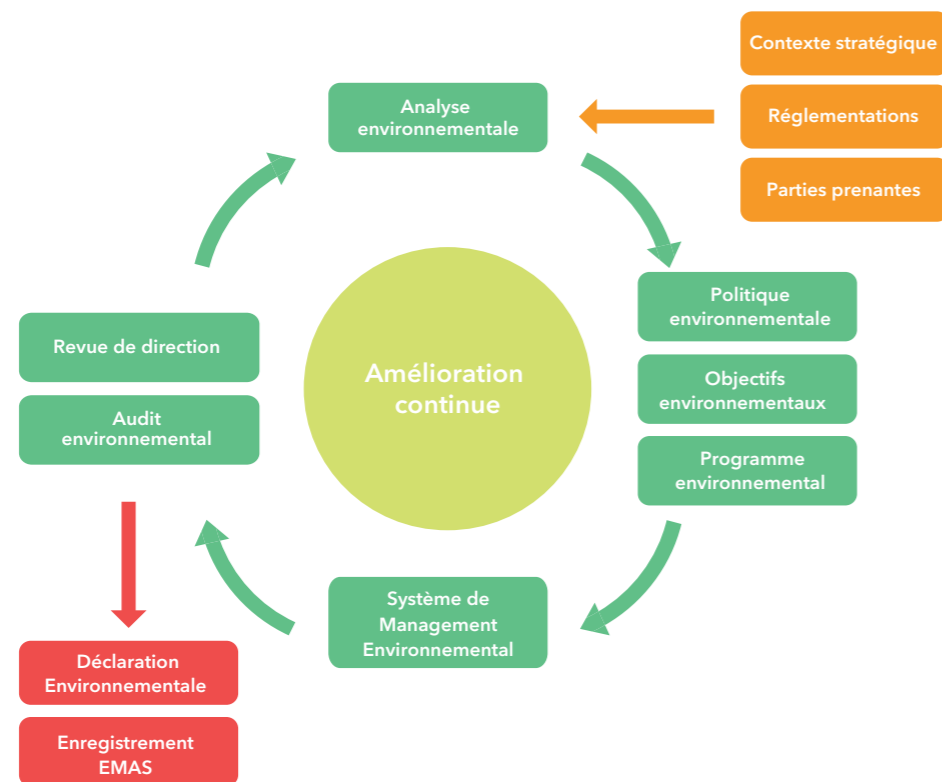 Contexte stratégique
Réglementations
Parties prenantes
Analyse
environnementale
Politique
environnementale
Objectifs
environnementaux
Programme
environnemental
Système de
Management
Environnemental
Revue de direction
Audit
environnemental
Amélioration
continue
Déclaration
Environnementale
Enregistrement
EMAS